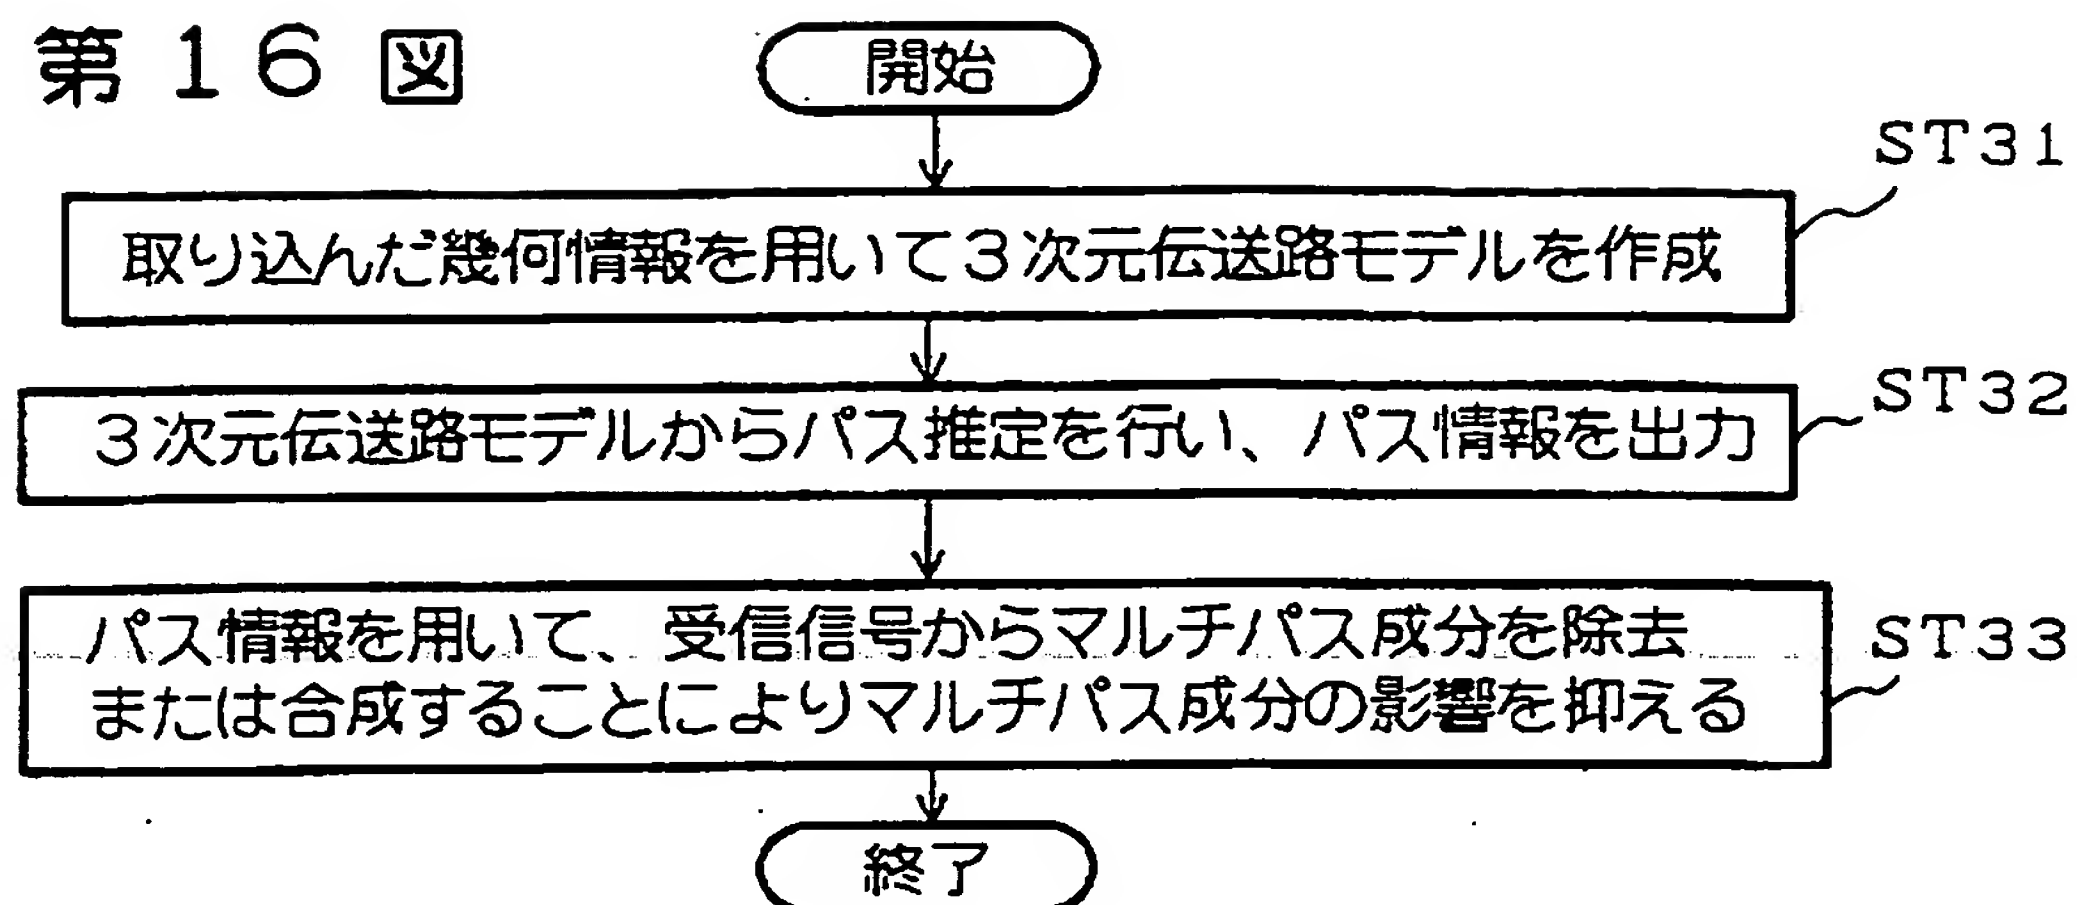 第16図
開始
ST31
取り込んだ幾何情報を用いて3次元伝送路モデルを作成
ST32
3次元伝送路モデルからパス推定を行い、パス情報を出力
パス情報を用いて、受信信号からマルチパス成分を除去
ST33
または合成することによりマルチパス成分の影響を抑える
終了